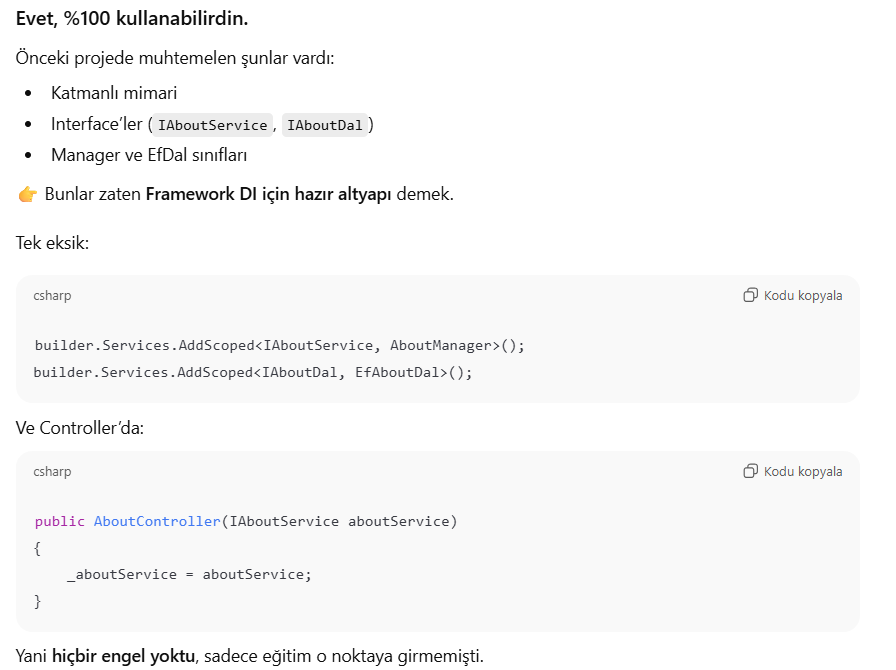 Evet, %100 kullanabilirdin.
Önceki projede muhtemelen şunlar vardı:
• Katmanlı mimari
• Interface’ler (IAboutService, IAboutDal)
• Manager ve EfDal sınıfları
👉 Bunlar zaten Framework DI için hazır altyapı demek.
Tek eksik:
csharp Kodu kopyala
builder.Services.AddScoped<IAboutService, AboutManager>();
builder.Services.AddScoped<IAboutDal, EfAboutDal>();
Ve Controller’da:
csharp Kodu kopyala
public AboutController(IAboutService aboutService)
{
    _aboutService = aboutService;
}
Yani hiçbir engel yoktu, sadece eğitim o noktaya girmemişti.